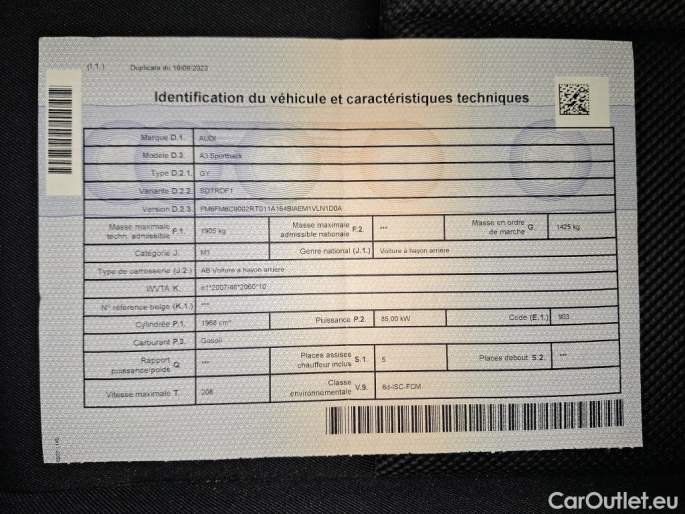 (I.1.) Duplicata du 19/09/2023
Identification du véhicule et caractéristiques techniques
Marque D.1. AUDI
Modèle D.3. A3 Sportback
Type D.2.1. GY
Variante D.2.2. SDTRDF1
Version D.2.3.
Masse maximale techn. admissible F.1. 1905 kg Masse maximale admissible nationale F.2. *** Masse en ordre de marche G. 1425 kg
Catégorie J. M1 Genre national (J.1.) Voiture à hayon arrière
Type de carrosserie (J.2.) AB Voiture à hayon arrière
WVTA K. e1*2007/46*2060*10
N° référence belge (K.1.) ***
Cylindrée P.1. 1968 cm³ Puissance P.2. 85,00 kW Code (E.1.) 903
Carburant P.3. Gasoil
Rapport puissance/poids Q. *** Places assises chauffeur inclus S.1. 5 Places debout S.2. ***
Vitesse maximale T. 206 Classe environnementale V.9. 6d-ISC-FCM
CarOutlet.eu